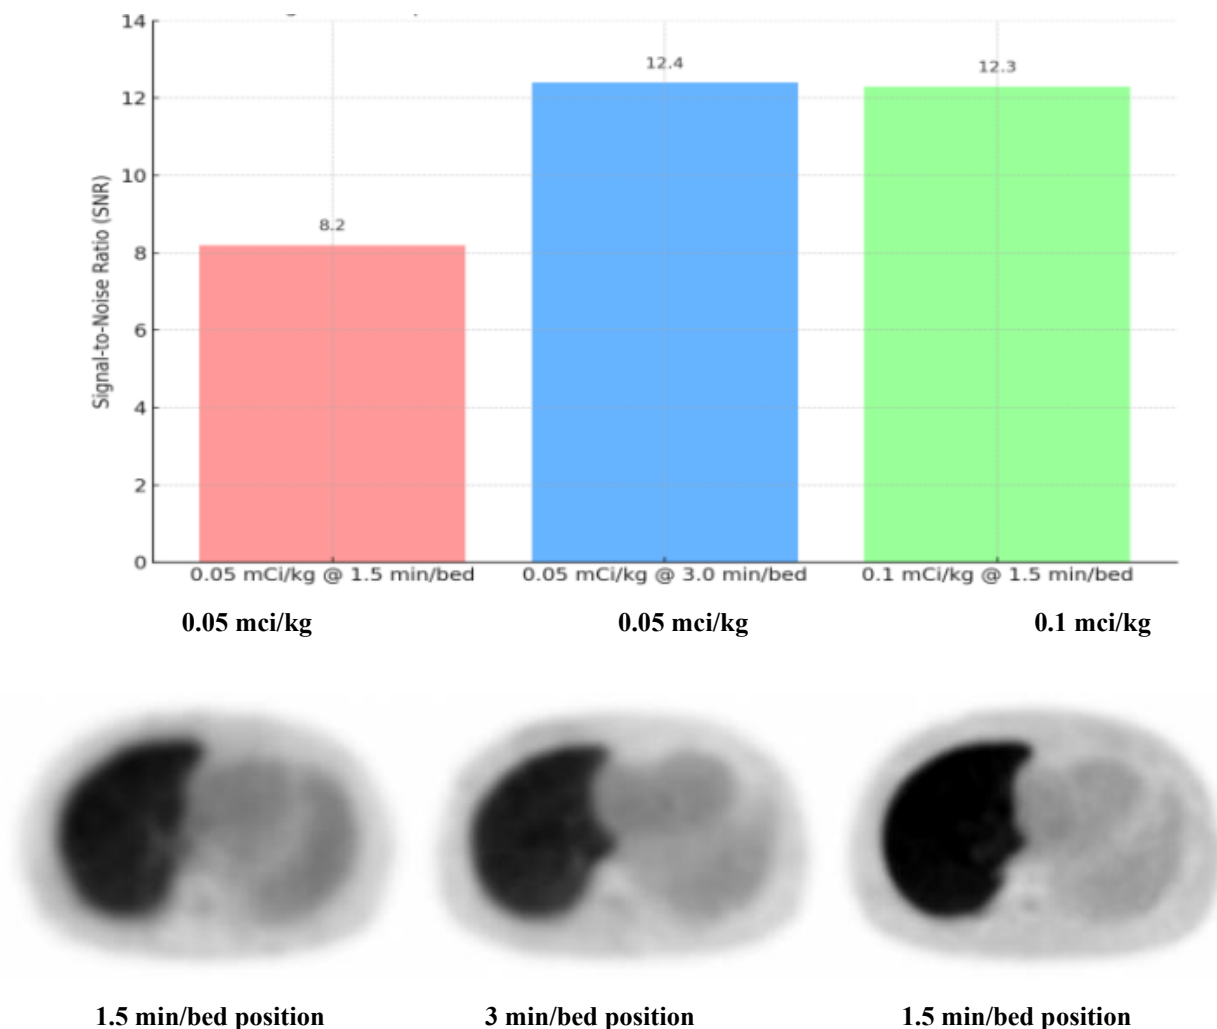 14
12.4
12.3
12
10
8.2
8
6
4
2
0
Signal-to-Noise Ratio (SNR)
0.05 mCi/kg @ 1.5 min/bed 0.05 mCi/kg @ 3.0 min/bed 0.1 mCi/kg @ 1.5 min/bed
0.05 mci/kg 0.05 mci/kg 0.1 mci/kg
1.5 min/bed position 3 min/bed position 1.5 min/bed position